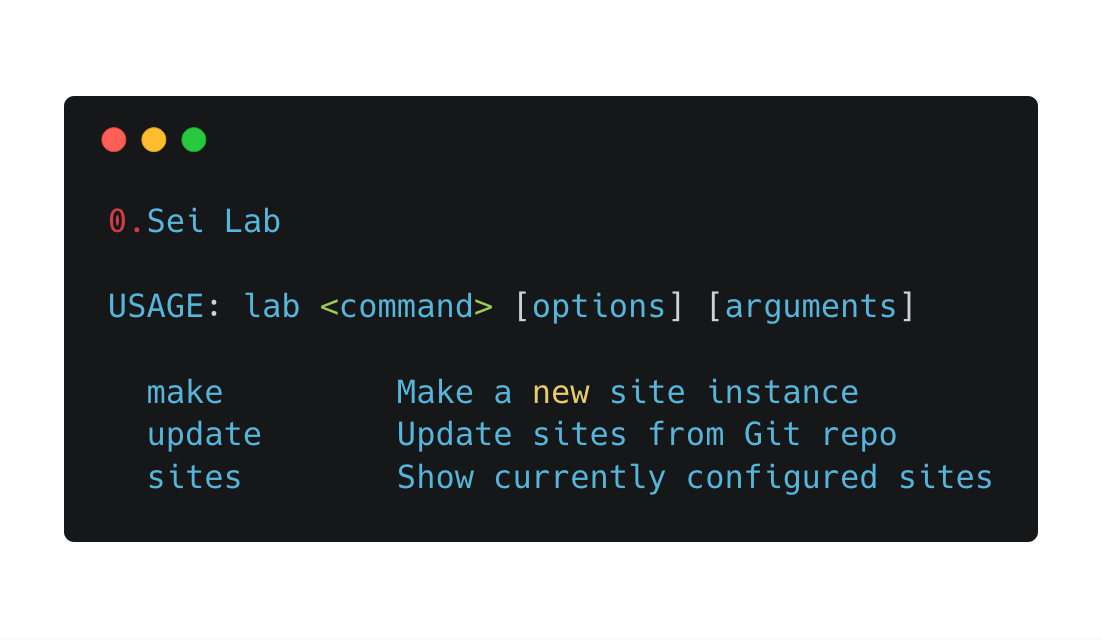 0.Sei Lab
USAGE: lab <command> [options] [arguments]
make Make a new site instance
update Update sites from Git repo
sites Show currently configured sites